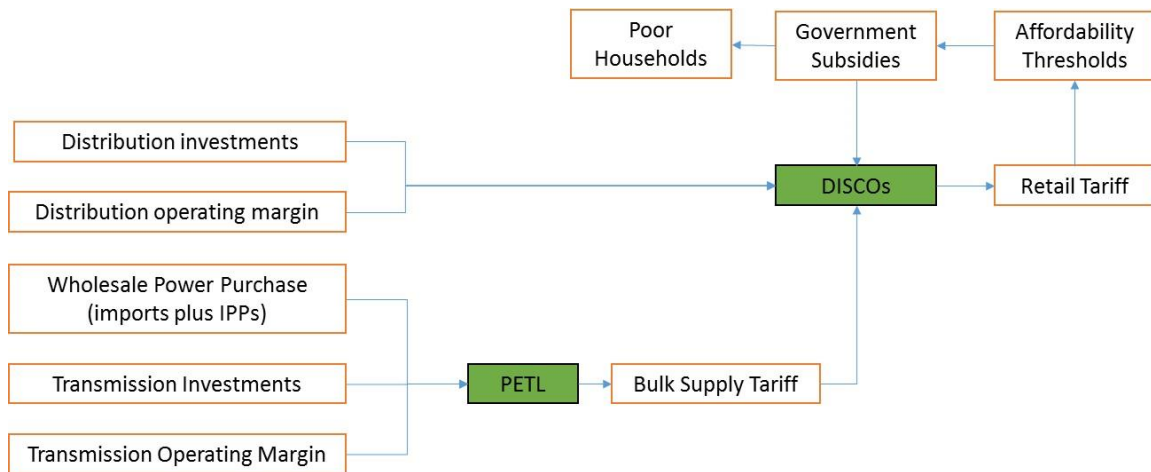 Poor
Households
Government
Subsidies
Affordability
Thresholds
Distribution investments
DISCOs
Retail Tariff
Distribution operating margin
Wholesale Power Purchase
(imports plus IPPs)
Transmission Investments
PETL
Bulk Supply Tariff
Transmission Operating Margin